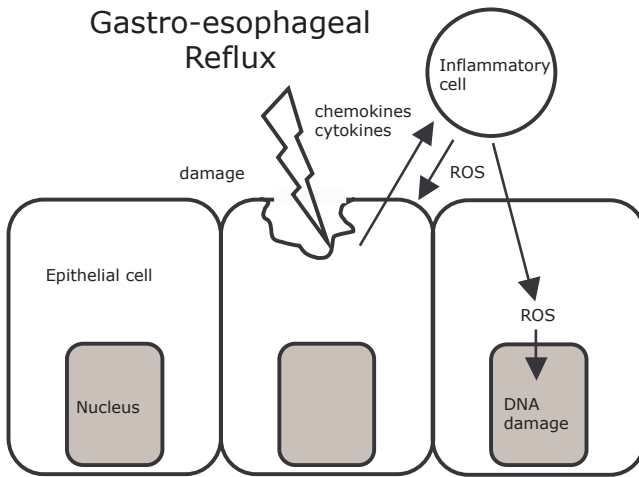 Gastro-esophageal
Reflux
Inflammatory
cell
chemokines
cytokines
damage
ROS
Epithelial cell
ROS
Nucleus
DNA
damage